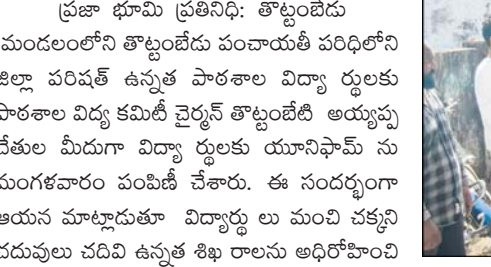 ప్రజా భూమి ప్రతినిధి: తొట్టంబేడు
మండలంలోని తొట్టంబేడు పంచాయతీ పరిధిలోని
జిల్లా పరిషత్ ఉన్నత పాఠశాల విద్యా ర్థులకు
పాఠశాల విద్య కమిటీ చైర్మన్ తొట్టంబేటి అయ్యప్ప
చేతుల మీదుగా విద్యా ర్థులకు యూనిఫామ్ ను
మంగళవారం పంపిణీ చేశారు. ఈ సందర్భంగా
ఆయన మాట్లాడుతూ విద్యార్థు లు మంచి చక్కని
చదువులు చదివి ఉన్నత శిఖ రాలను అధిరోహించి